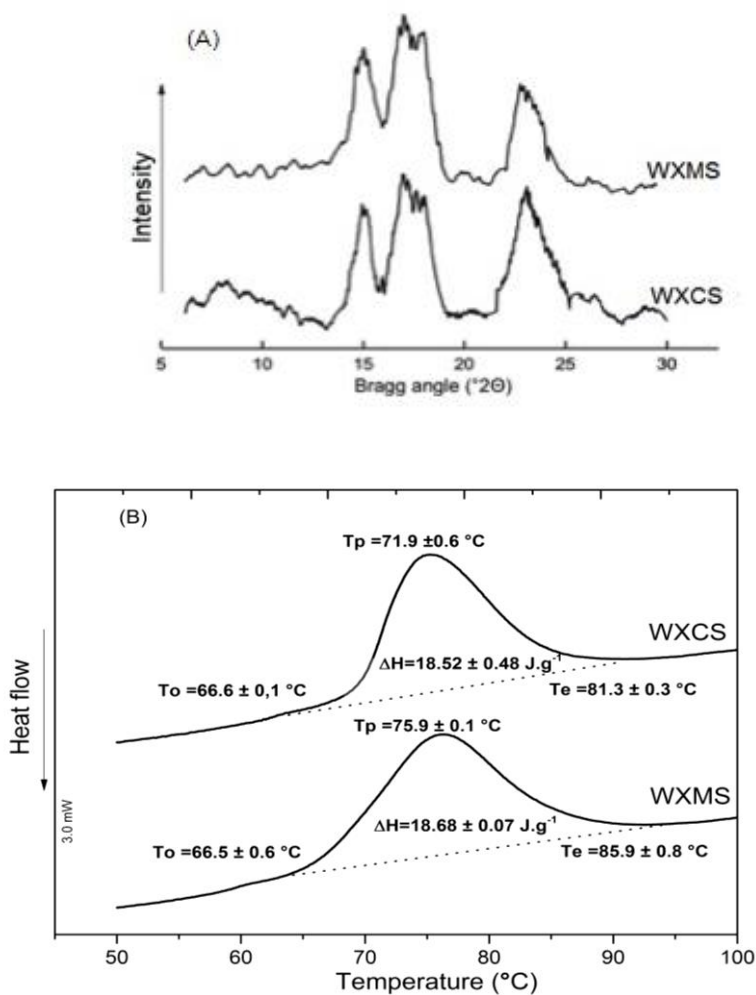 (A)
Intensity
WXMS
WXCS
5 10 15 20 25 30
Bragg angle (°2Θ)
(B)
Tp =71.9 ±0.6 °C
WXCS
ΔH=18.52 ± 0.48 J.g⁻¹
To =66.6 ± 0,1 °C
Te =81.3 ± 0.3 °C
Tp =75.9 ± 0.1 °C
Heat flow
WXMS
3.0 mW
ΔH=18.68 ± 0.07 J.g⁻¹
To =66.5 ± 0.6 °C
Te =85.9 ± 0.8 °C
50 60 70 80 90 100
Temperature (°C)